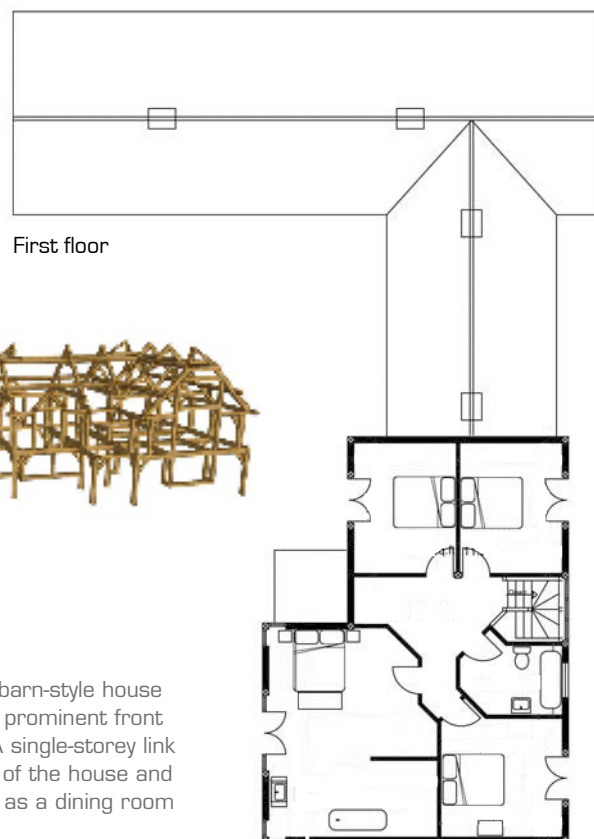 First floor
barn-style house
prominent front
A single-storey link
of the house and
as a dining room